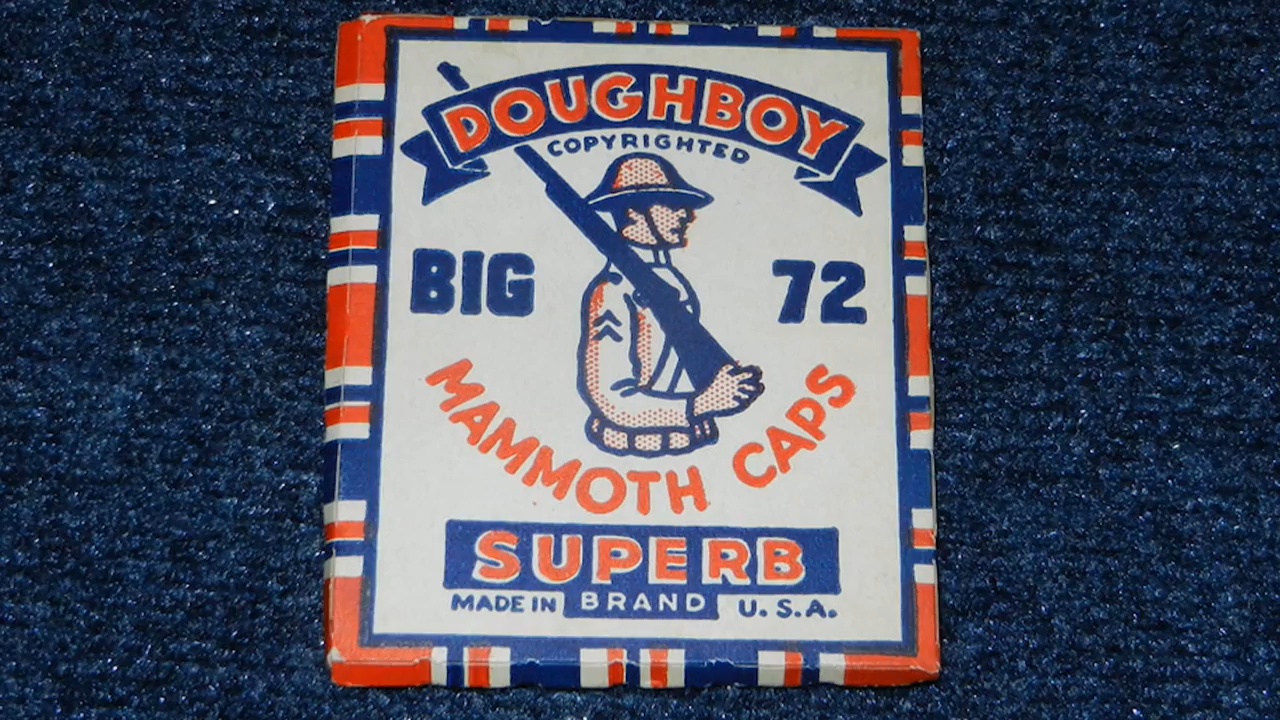 DOUGHBOY
COPYRIGHTED
BIG 72
MAMMOTH CAPS
SUPERB
MADE IN BRAND U.S.A.